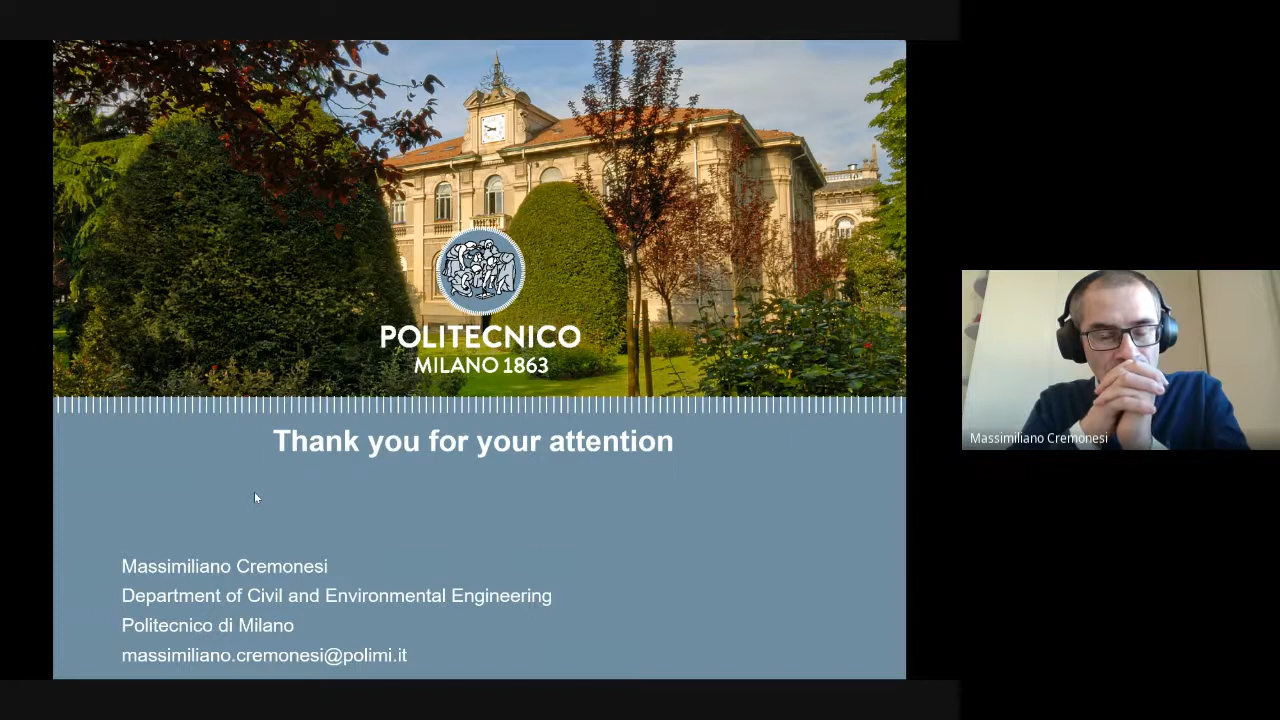 POLITECNICO
MILANO 1863
Thank you for your attention
Massimiliano Cremonesi
Department of Civil and Environmental Engineering
Politecnico di Milano
massimiliano.cremonesi@polimi.it
Massimiliano Cremonesi